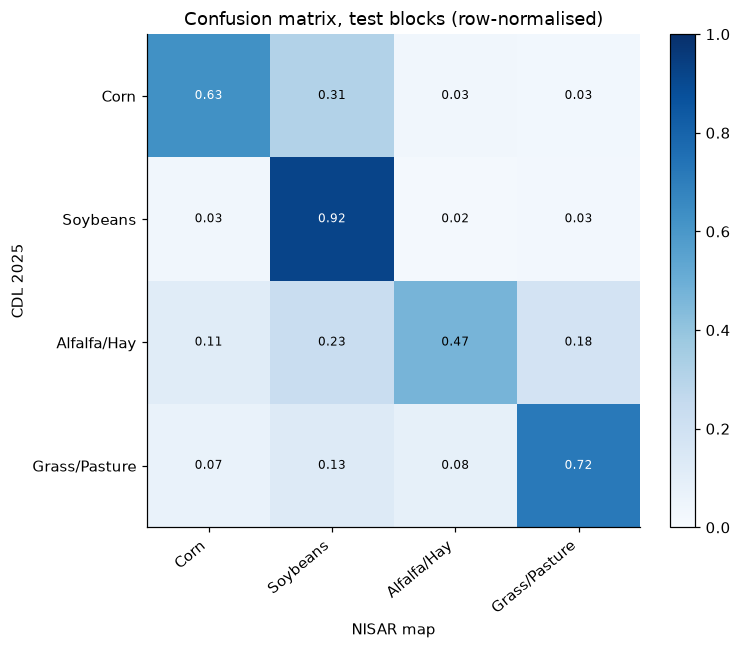 Confusion matrix, test blocks (row-normalised)
Corn 0.63 0.31 0.03 0.03
Soybeans 0.03 0.92 0.02 0.03
Alfalfa/Hay 0.11 0.23 0.47 0.18
Grass/Pasture 0.07 0.13 0.08 0.72
CDL 2025
Corn Soybeans Alfalfa/Hay Grass/Pasture
NISAR map
1.0
0.8
0.6
0.4
0.2
0.0